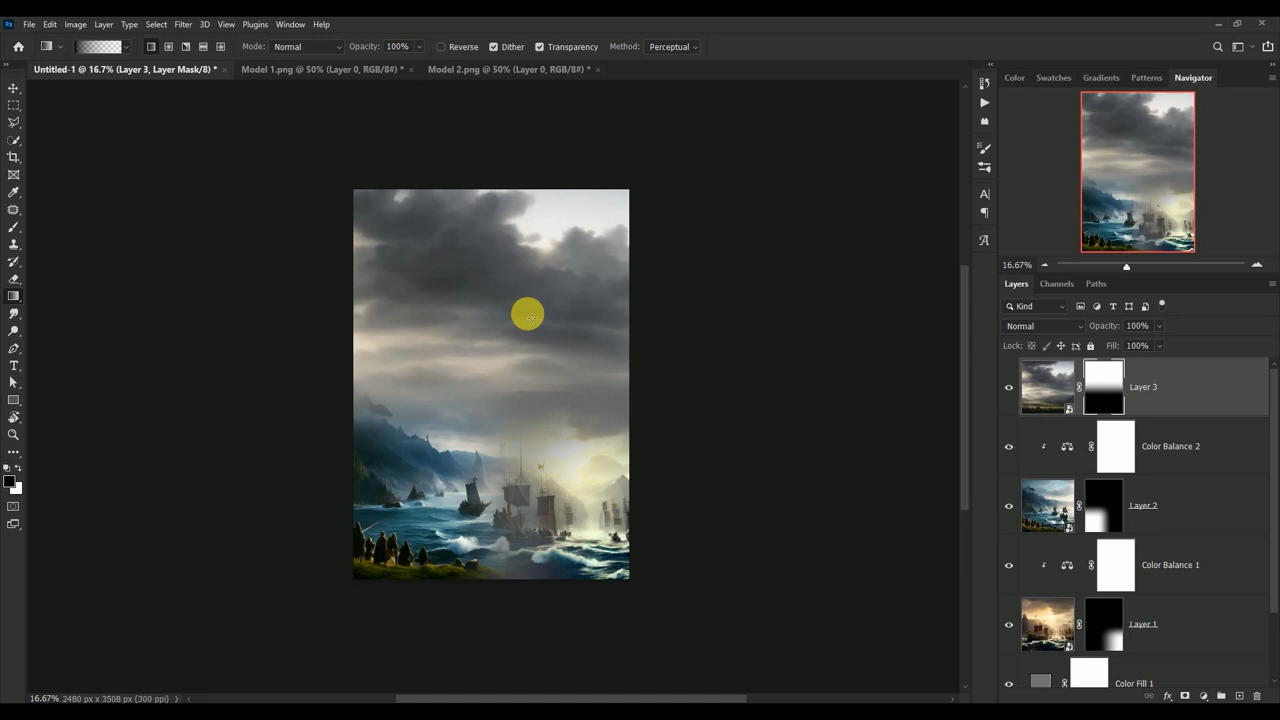 Ps File Edit Image Layer Type Select Filter 3D View Plugins Window Help
Mode: Normal Opacity: 100% Reverse Dither Transparency Method: Perceptual
Untitled-1 @ 16.7% (Layer 3, Layer Mask/8) * × Model 1.png @ 50% (Layer 0, RGB/8#) * × Model 2.png @ 50% (Layer 0, RGB/8#) * ×
Color Swatches Gradients Patterns Navigator
16.67%
Layers Channels Paths
Kind
Normal Opacity: 100%
Lock: Fill: 100%
Layer 3
Color Balance 2
Layer 2
Color Balance 1
Layer 1
Color Fill 1
16.67% 2480 px x 3508 px (300 ppi)